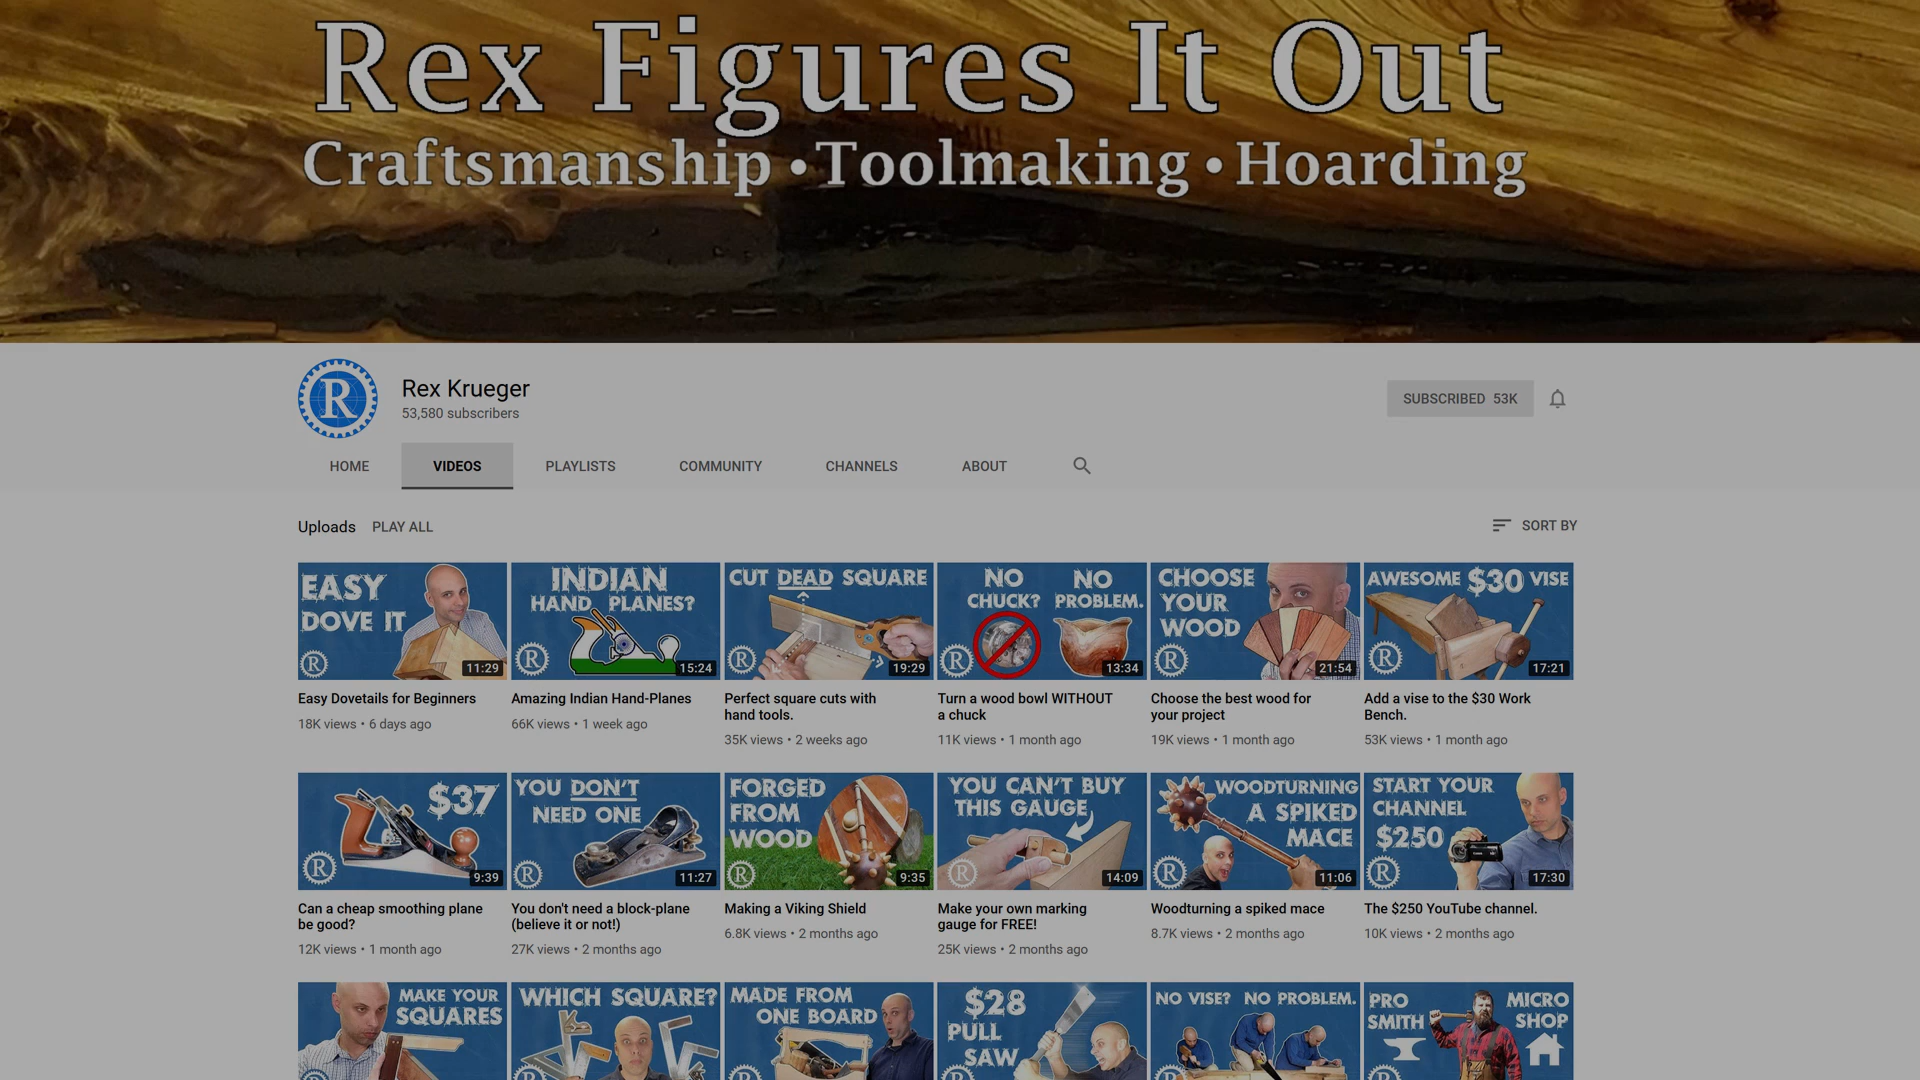 Rex Figures It Out
Craftsmanship • Toolmaking • Hoarding
R
Rex Krueger
53,580 subscribers
SUBSCRIBED 53K
HOME VIDEOS PLAYLISTS COMMUNITY CHANNELS ABOUT
Uploads PLAY ALL
SORT BY
EASY
DOVE IT
R
11:29
Easy Dovetails for Beginners
18K views • 6 days ago
INDIAN
HAND PLANES?
R
15:24
Amazing Indian Hand-Planes
66K views • 1 week ago
CUT DEAD SQUARE
R
19:29
Perfect square cuts with
hand tools.
35K views • 2 weeks ago
NO CHUCK?
NO PROBLEM.
R
13:34
Turn a wood bowl WITHOUT
a chuck
11K views • 1 month ago
CHOOSE
YOUR
WOOD
R
21:54
Choose the best wood for
your project
19K views • 1 month ago
AWESOME $30 VISE
R
17:21
Add a vise to the $30 Work
Bench.
53K views • 1 month ago
$37
R
9:39
Can a cheap smoothing plane
be good?
12K views • 1 month ago
YOU DON'T
NEED ONE
R
11:27
You don't need a block-plane
(believe it or not!)
27K views • 2 months ago
FORGED
FROM
WOOD
R
9:35
Making a Viking Shield
6.8K views • 2 months ago
YOU CAN'T BUY
THIS GAUGE
R
14:09
Make your own marking
gauge for FREE!
25K views • 2 months ago
WOODTURNING
A SPIKED
MACE
R
11:06
Woodturning a spiked mace
8.7K views • 2 months ago
START YOUR
CHANNEL
$250
R
17:30
The $250 YouTube channel.
10K views • 2 months ago
MAKE YOUR
SQUARES
WHICH SQUARE?
MADE FROM
ONE BOARD
$28
PULL
SAW
NO VISE? NO PROBLEM.
PRO
SMITH
MICRO
SHOP